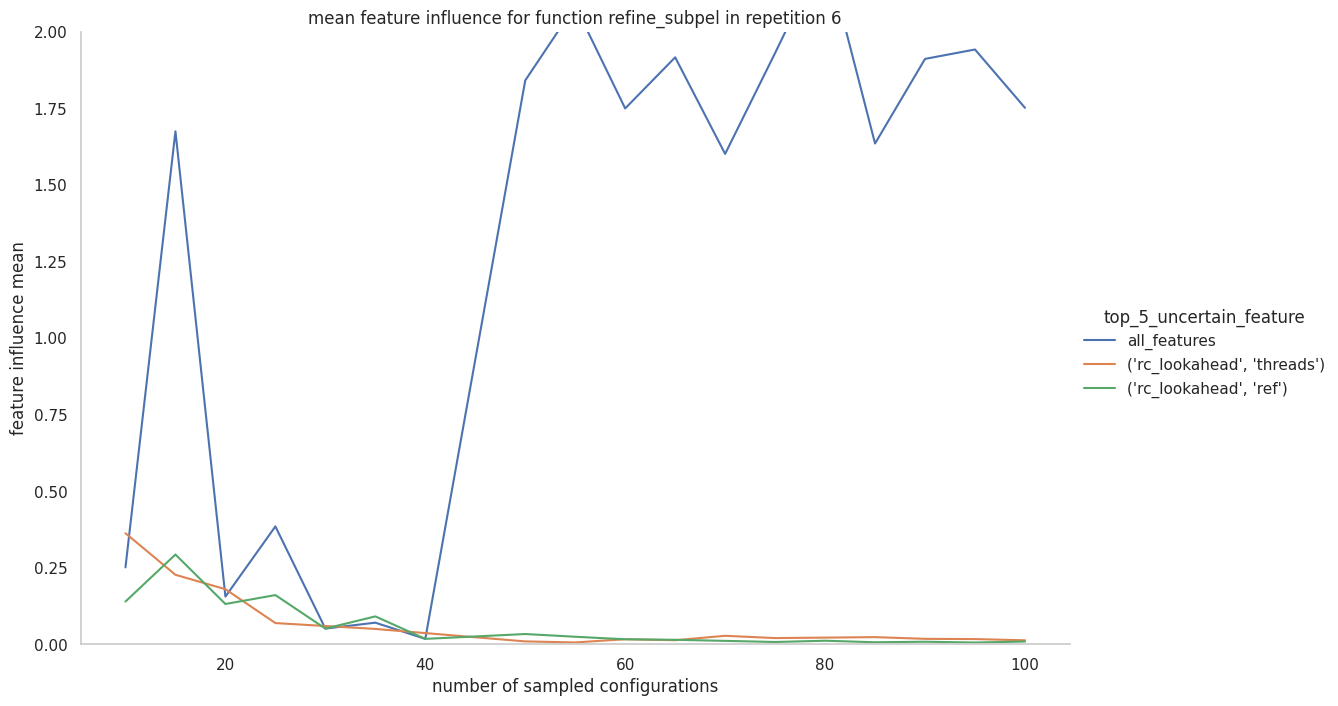 mean feature influence for function refine_subpel in repetition 6
2.00
1.75
1.50
1.25
1.00
0.75
0.50
0.25
0.00
feature influence mean
20
40
60
80
100
number of sampled configurations
top_5_uncertain_feature
all_features
('rc_lookahead', 'threads')
('rc_lookahead', 'ref')